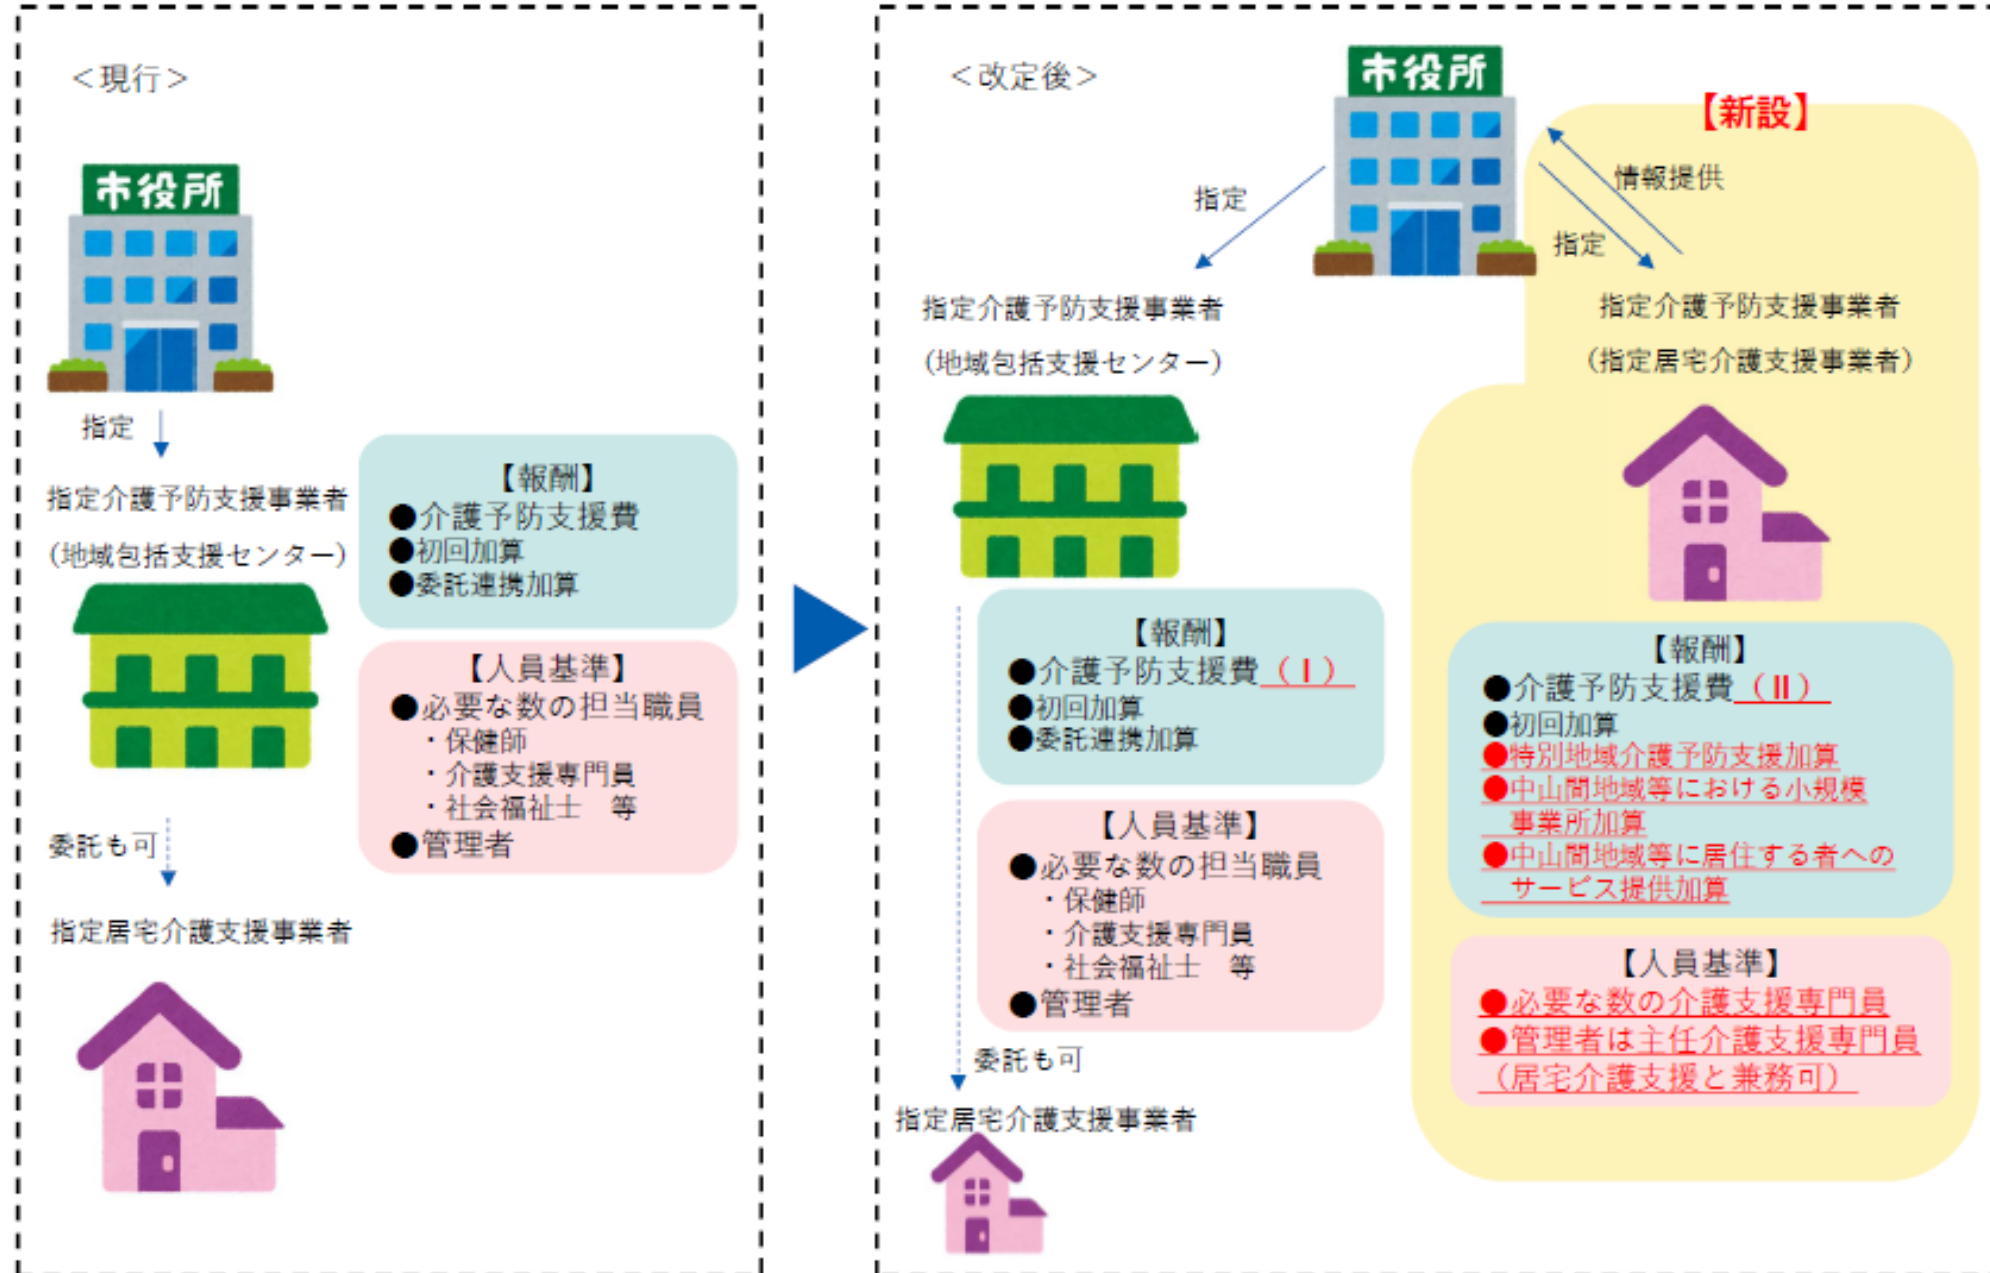 ＜現行＞
市役所
指定
指定介護予防支援事業者
（地域包括支援センター）
【報酬】
●介護予防支援費
●初回加算
●委託連携加算
【人員基準】
●必要な数の担当職員
・保健師
・介護支援専門員
・社会福祉士　等
●管理者
委託も可
指定居宅介護支援事業者
＜改定後＞
市役所
【新設】
指定
情報提供
指定
指定介護予防支援事業者
（地域包括支援センター）
【報酬】
●介護予防支援費（Ⅰ）
●初回加算
●委託連携加算
【人員基準】
●必要な数の担当職員
・保健師
・介護支援専門員
・社会福祉士　等
●管理者
委託も可
指定居宅介護支援事業者
指定介護予防支援事業者
（指定居宅介護支援事業者）
【報酬】
●介護予防支援費（Ⅱ）
●初回加算
●特別地域介護予防支援加算
●中山間地域等における小規模
事業所加算
●中山間地域等に居住する者への
サービス提供加算
【人員基準】
●必要な数の介護支援専門員
●管理者は主任介護支援専門員
（居宅介護支援と兼務可）